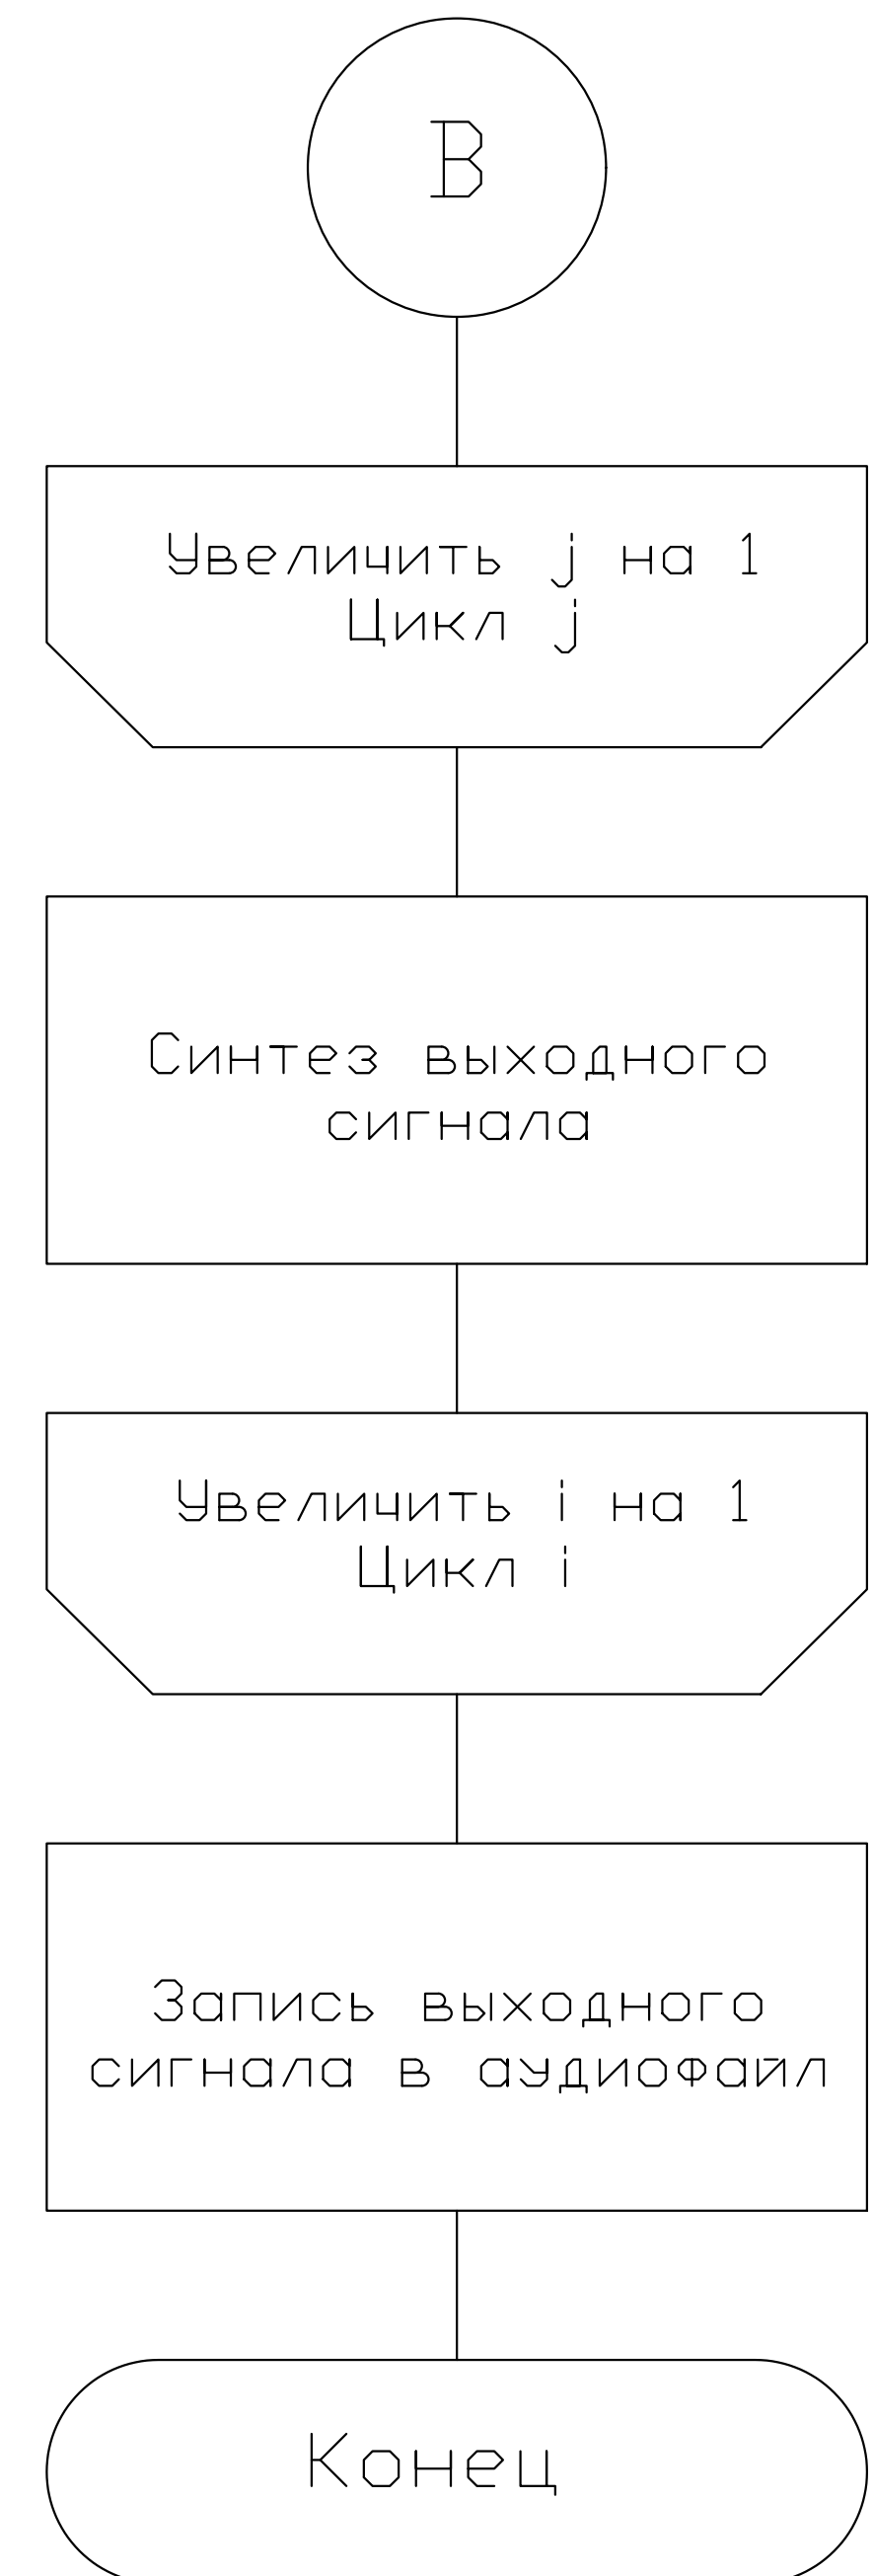 В
Увеличить j на 1
Цикл j
Синтез выходного
сигнала
Увеличить i на 1
Цикл i
Запись выходного
сигнала в аудиофайл
Конец